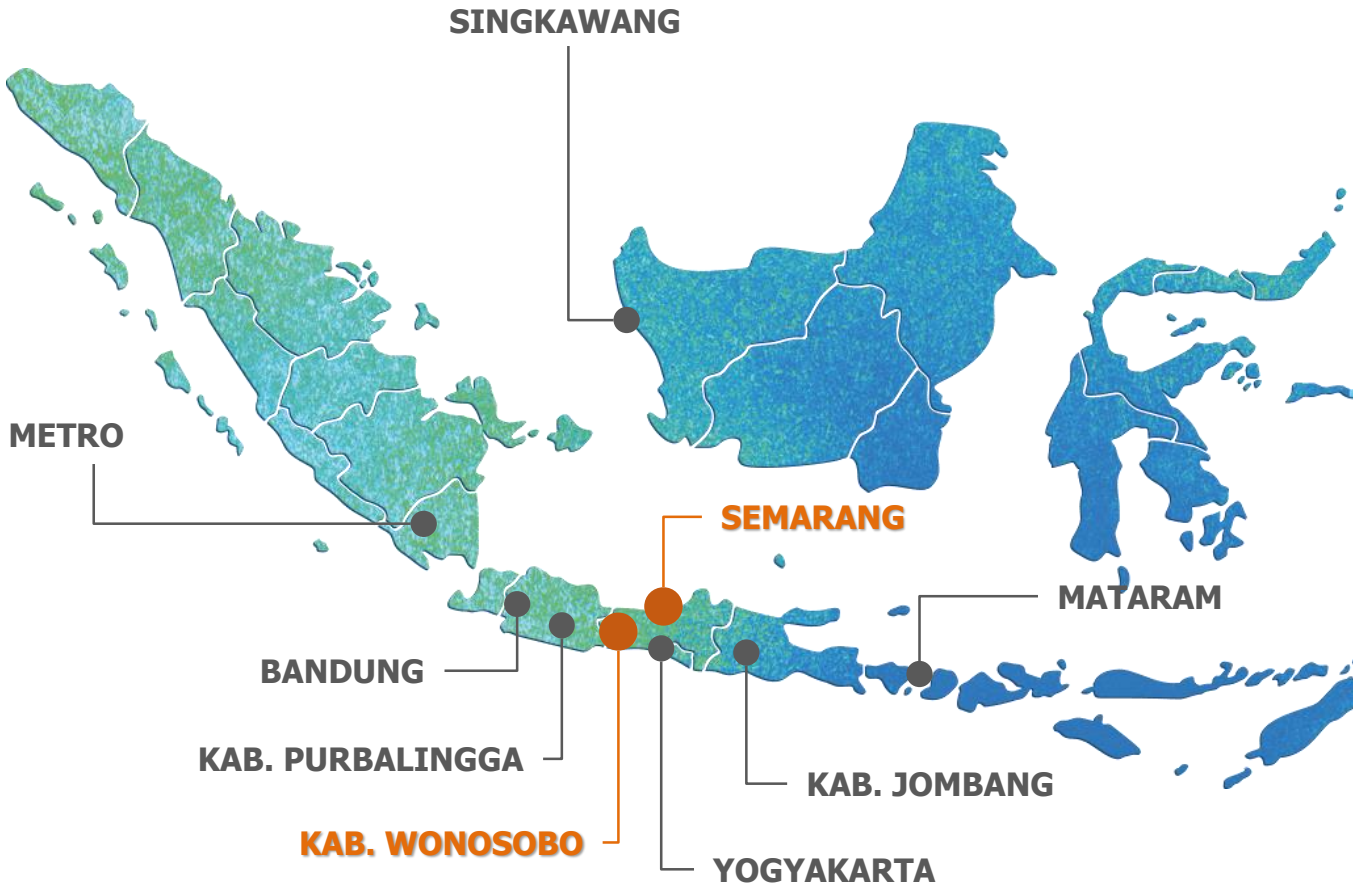 SINGKAWANG
METRO
SEMARANG
MATARAM
BANDUNG
KAB. PURBALINGGA
KAB. JOMBANG
KAB. WONOSOBO
YOGYAKARTA